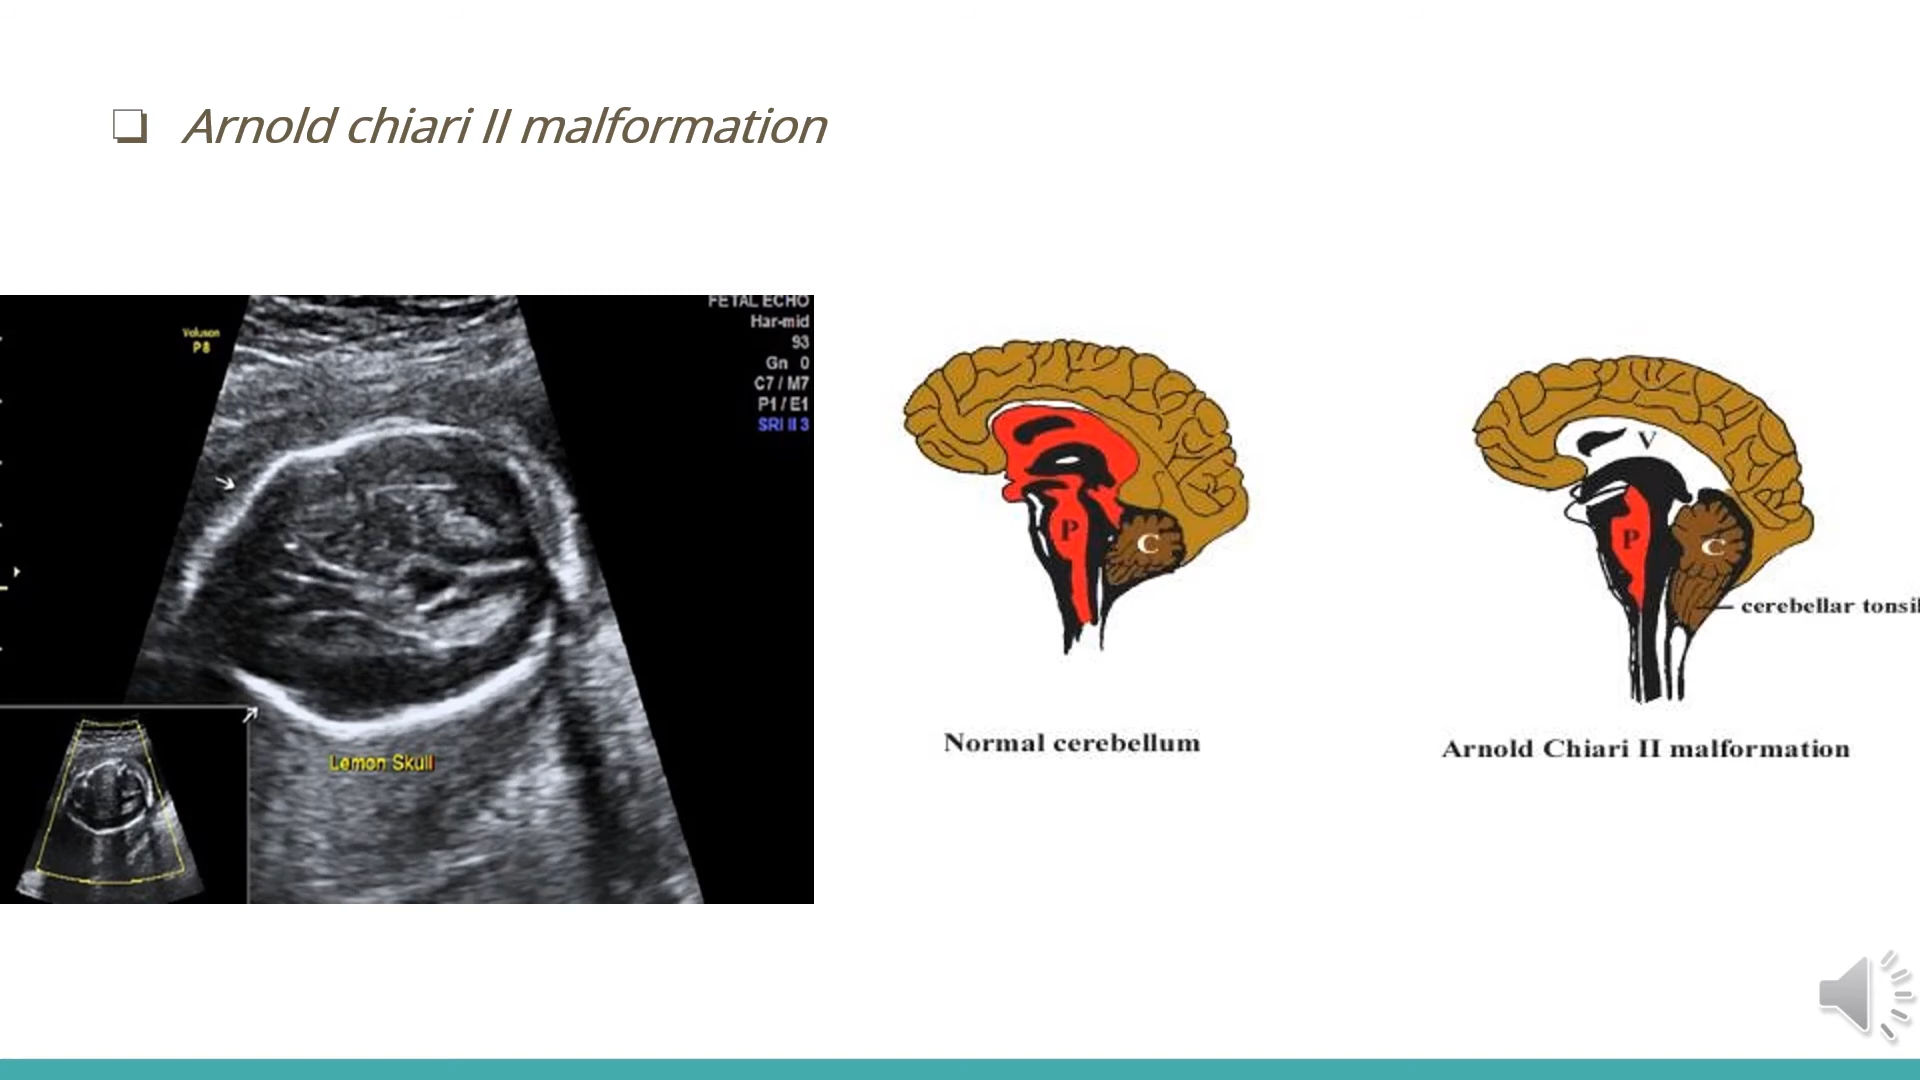 Arnold chiari II malformation
Voluson
P8
FETAL ECHO
Har-mid
93
Gn 0
C7 / M7
P1 / E1
SRI II 3
Lemon Skull
P
C
Normal cerebellum
V
P
C
cerebellar tonsil
Arnold Chiari II malformation